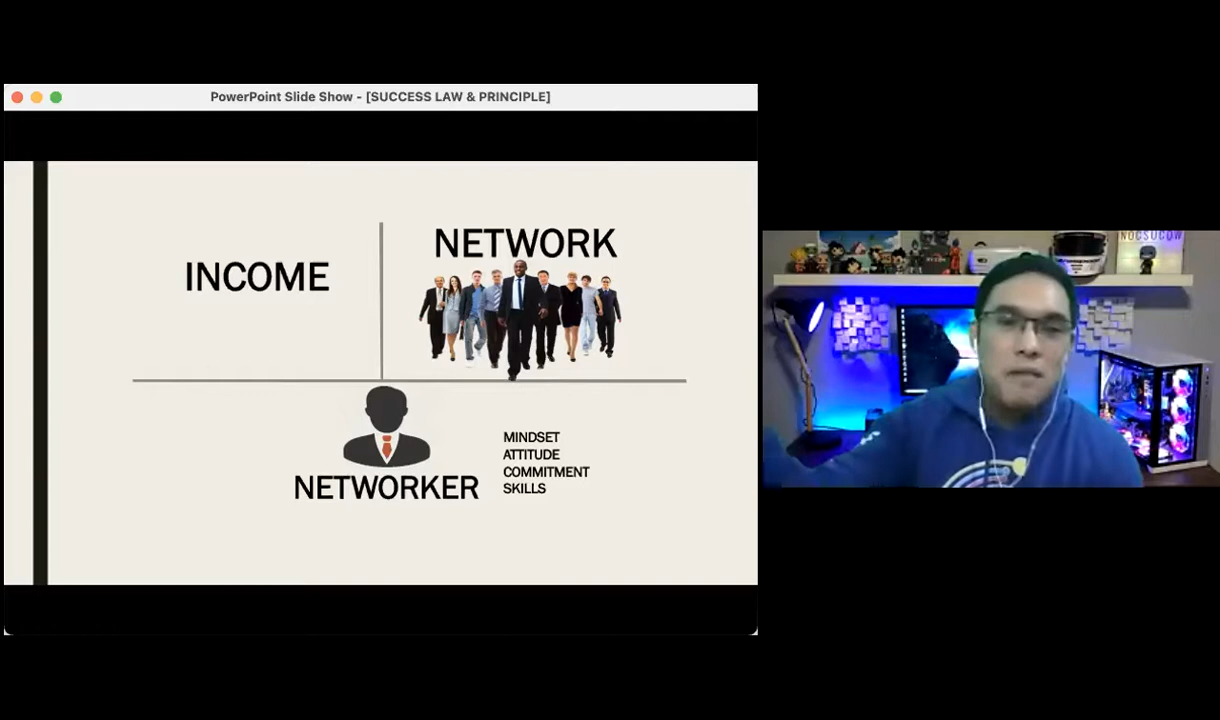 PowerPoint Slide Show - [SUCCESS LAW & PRINCIPLE]
INCOME
NETWORK
NETWORKER
MINDSET
ATTITUDE
COMMITMENT
SKILLS